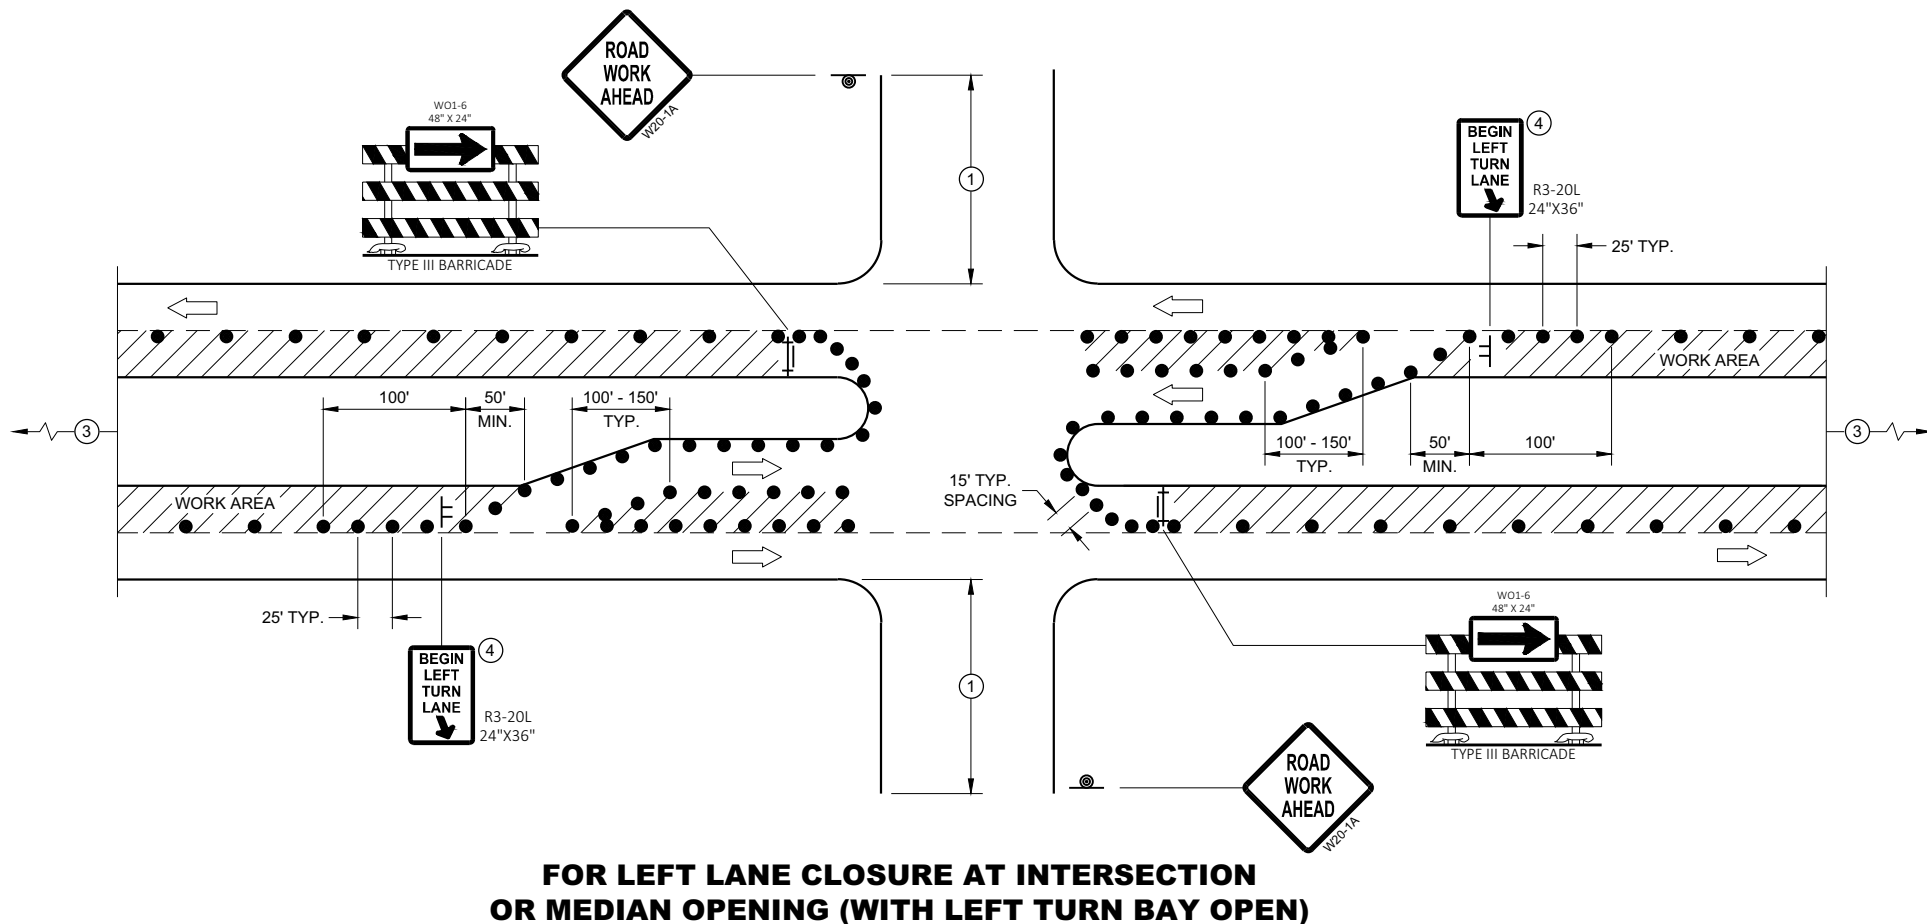 ROAD
WORK
AHEAD
W20-1A
WO1-6
48" X 24"
TYPE III BARRICADE
1
BEGIN
LEFT
TURN
LANE
4
R3-20L
24"X36"
25' TYP.
WORK AREA
3
100'
50'
MIN.
100' - 150'
TYP.
3
100' - 150'
TYP.
50'
MIN.
100'
WORK AREA
15' TYP.
SPACING
25' TYP.
BEGIN
LEFT
TURN
LANE
4
R3-20L
24"X36"
1
WO1-6
48" X 24"
TYPE III BARRICADE
ROAD
WORK
AHEAD
W20-1A
FOR LEFT LANE CLOSURE AT INTERSECTION
OR MEDIAN OPENING (WITH LEFT TURN BAY OPEN)